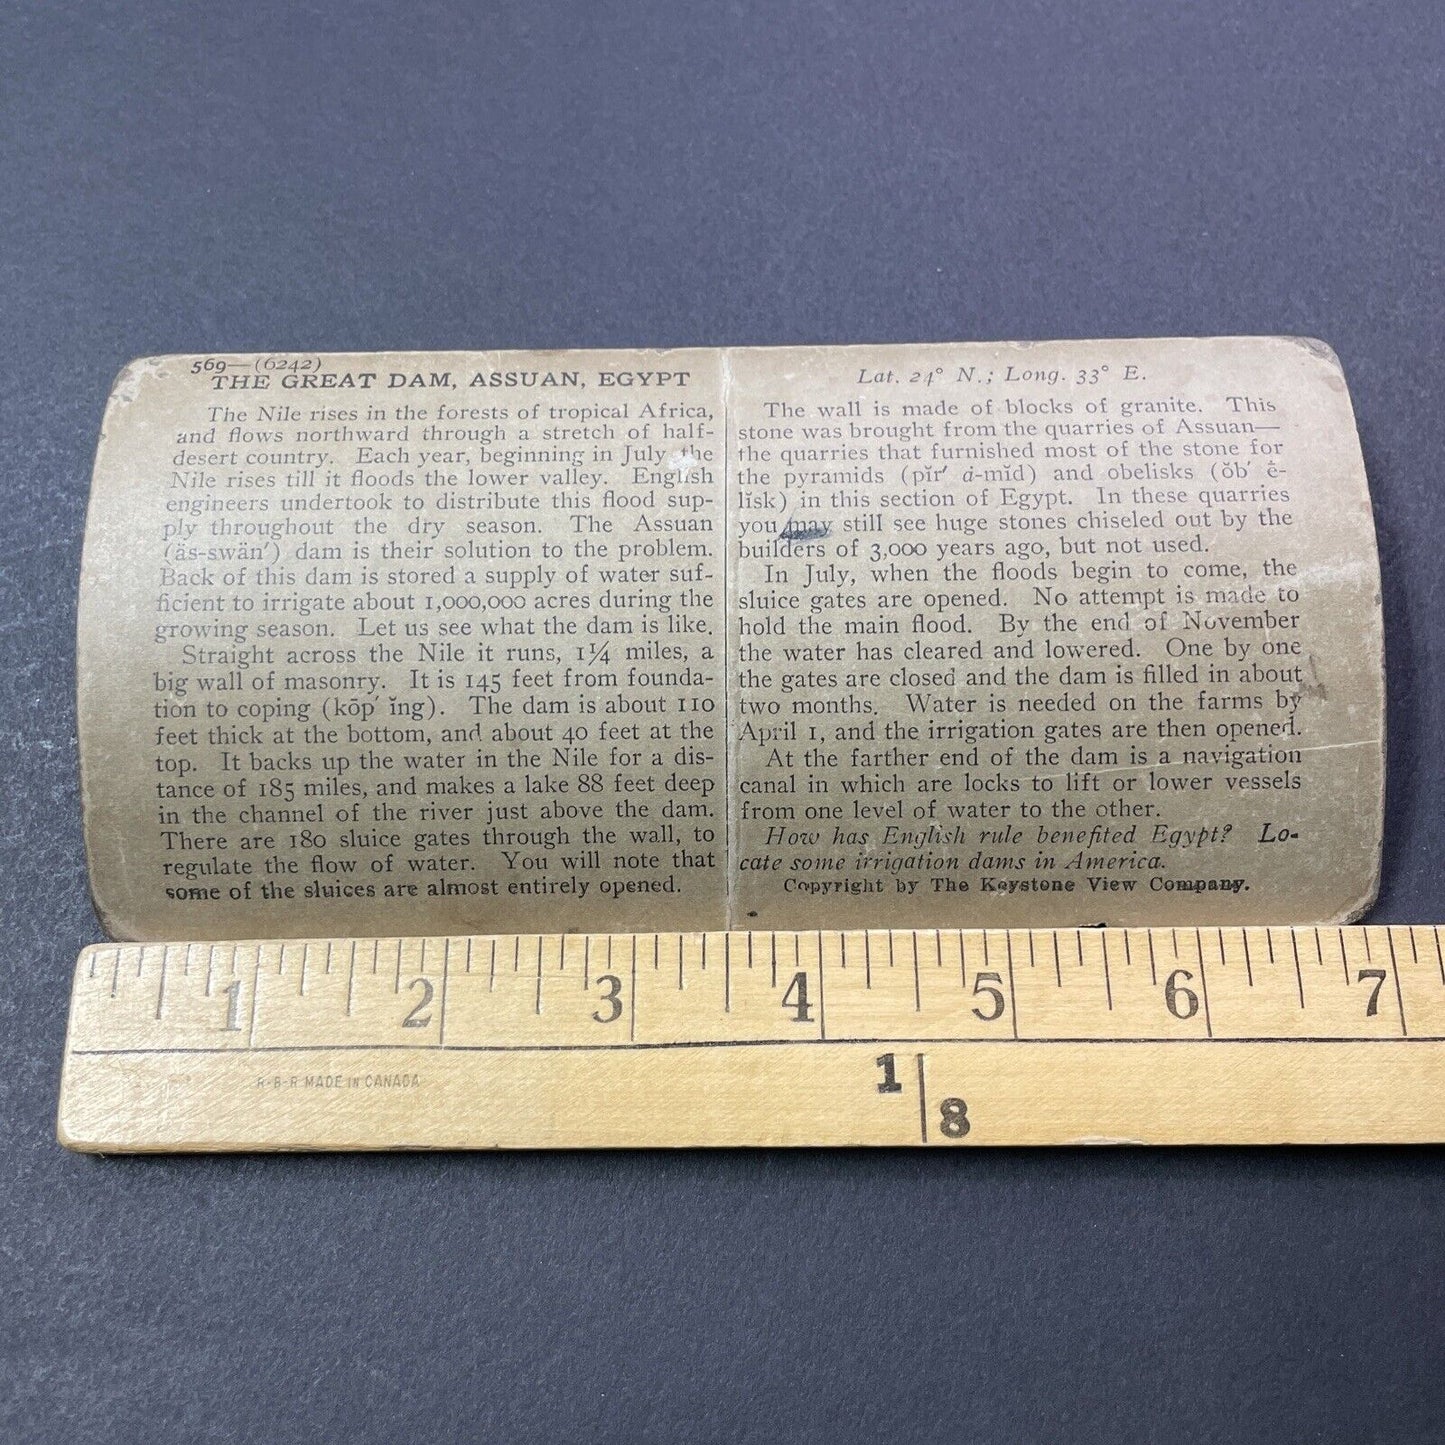 569—(6242)
THE GREAT DAM, ASSUAN, EGYPT
The Nile rises in the forests of tropical Africa,
and flows northward through a stretch of half-
desert country. Each year, beginning in July the
Nile rises till it floods the lower valley. English
engineers undertook to distribute this flood sup-
ply throughout the dry season. The Assuan
(äs-swän′) dam is their solution to the problem.
Back of this dam is stored a supply of water suf-
ficient to irrigate about 1,000,000 acres during the
growing season. Let us see what the dam is like.
Straight across the Nile it runs, 1¼ miles, a
big wall of masonry. It is 145 feet from founda-
tion to coping (kōp′ ĭng). The dam is about 110
feet thick at the bottom, and about 40 feet at the
top. It backs up the water in the Nile for a dis-
tance of 185 miles, and makes a lake 88 feet deep
in the channel of the river just above the dam.
There are 180 sluice gates through the wall, to
regulate the flow of water. You will note that
some of the sluices are almost entirely opened.
Lat. 24° N.; Long. 33° E.
The wall is made of blocks of granite. This
stone was brought from the quarries of Assuan—
the quarries that furnished most of the stone for
the pyramids (pĭr′ ȧ-mĭd) and obelisks (ŏb′ ė-
lĭsk) in this section of Egypt. In these quarries
you may still see huge stones chiseled out by the
builders of 3,000 years ago, but not used.
In July, when the floods begin to come, the
sluice gates are opened. No attempt is made to
hold the main flood. By the end of November
the water has cleared and lowered. One by one
the gates are closed and the dam is filled in about
two months. Water is needed on the farms by
April 1, and the irrigation gates are then opened.
At the farther end of the dam is a navigation
canal in which are locks to lift or lower vessels
from one level of water to the other.
How has English rule benefited Egypt? Lo-
cate some irrigation dams in America.
Copyright by The Keystone View Company.
1 2 3 4 5 6 7
R-B-R MADE IN CANADA
1
8